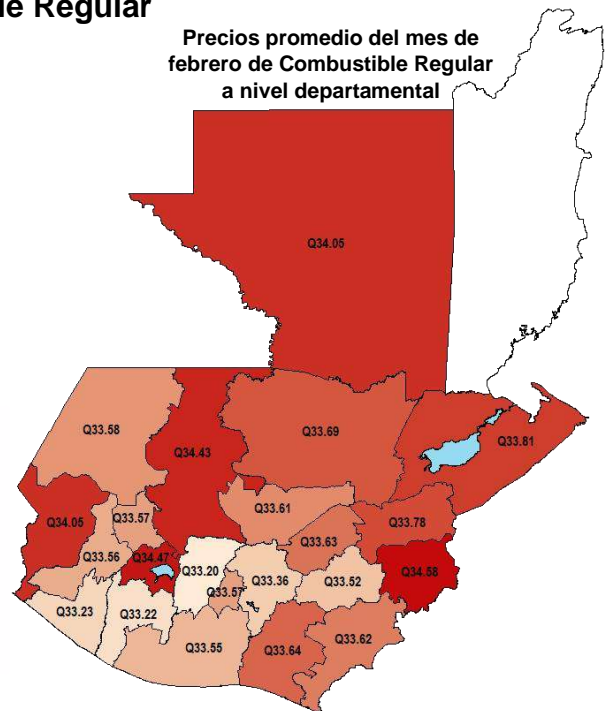 de Regular
Precios promedio del mes de
febrero de Combustible Regular
a nivel departamental
Q34.05
Q33.58
Q34.43
Q33.69
Q33.81
Q34.05
Q33.57
Q33.61
Q33.78
Q33.63
Q33.56
Q34.47
Q33.20
Q33.36
Q33.52
Q34.58
Q33.57
Q33.23
Q33.22
Q33.55
Q33.64
Q33.62